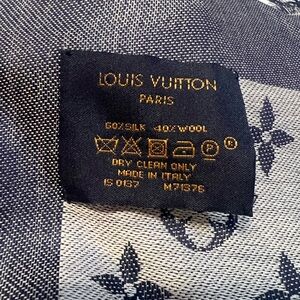 LOUIS VUITTON
PARIS
60%SILK 40%WOOL
DRY CLEAN ONLY
MADE IN ITALY
IS 0137 M71376